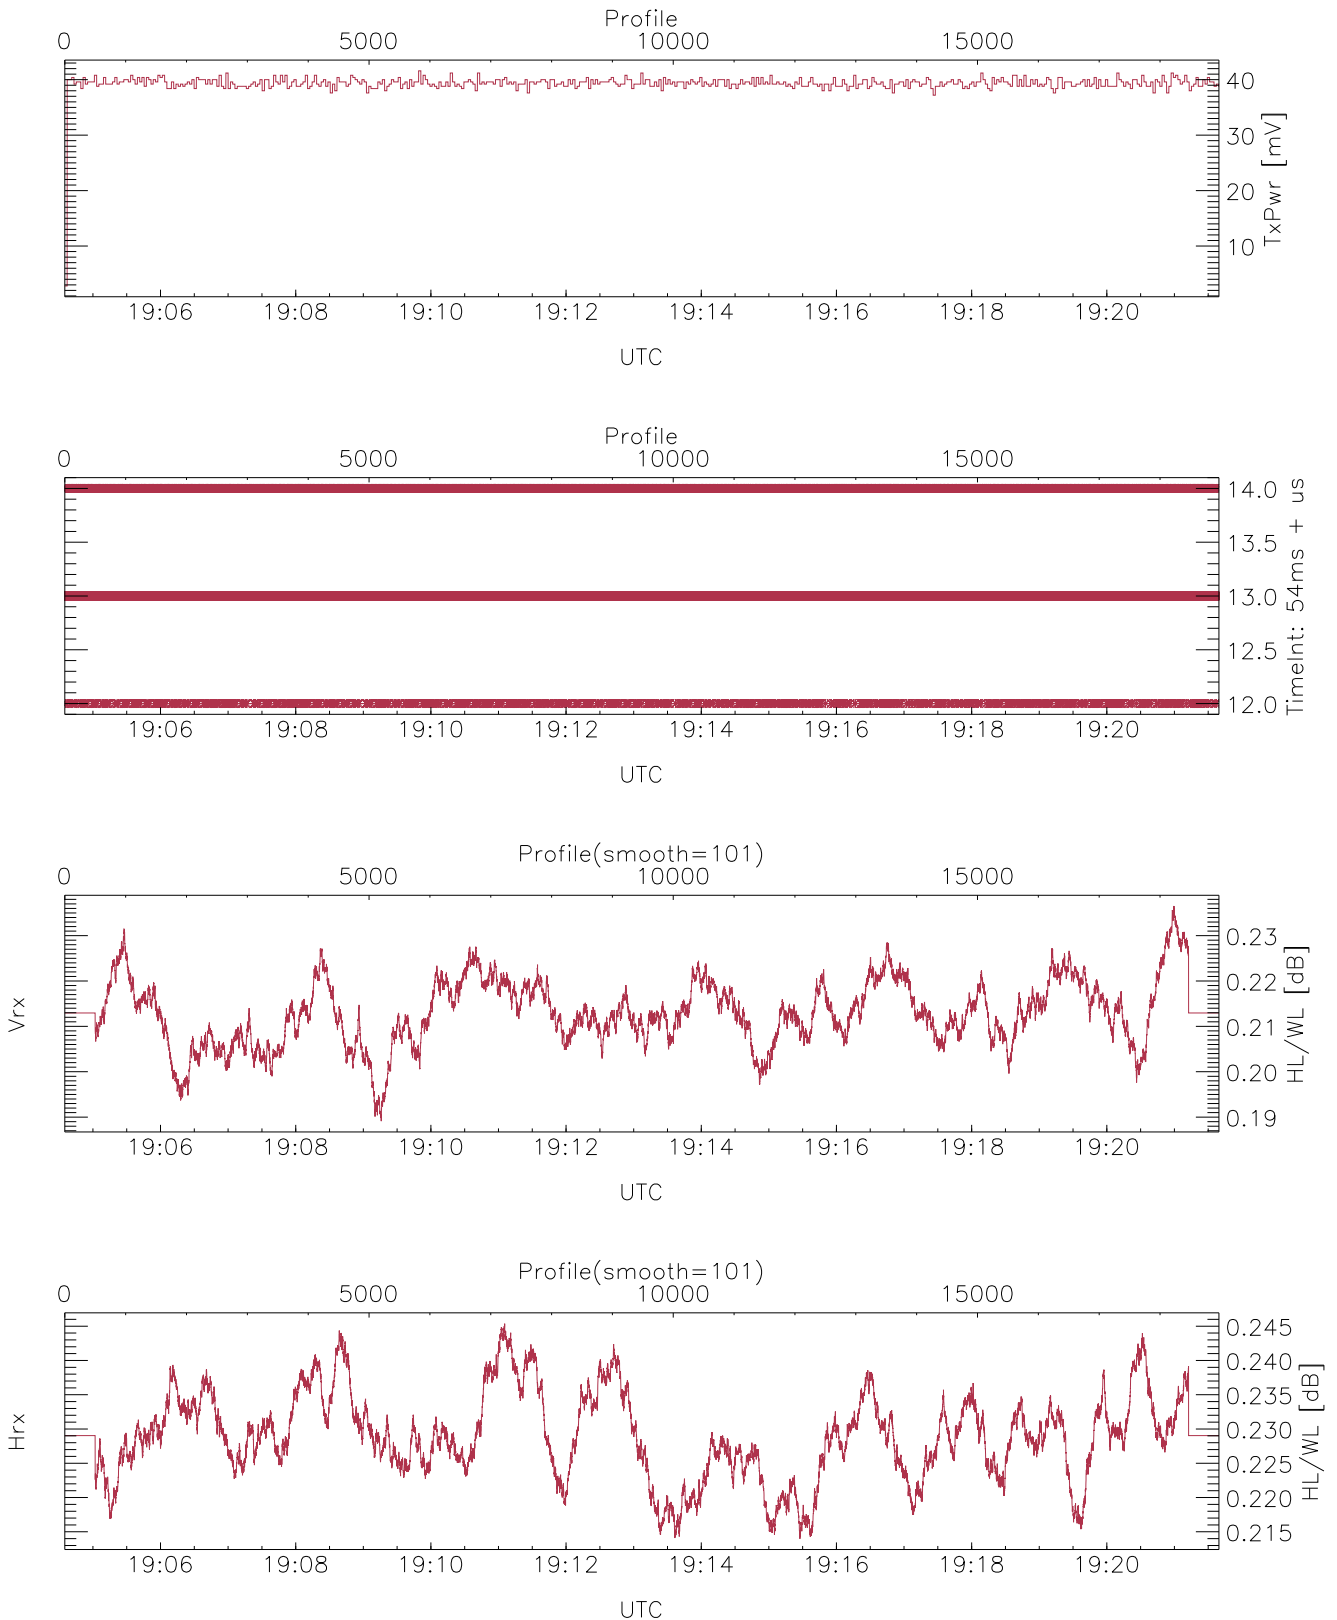 Profile
0 5000 10000 15000
40
30
20
10
TxPwr [mV]
19:06 19:08 19:10 19:12 19:14 19:16 19:18 19:20
UTC
Profile
0 5000 10000 15000
14.0
13.5
13.0
12.5
12.0
TimeInt: 54ms + us
19:06 19:08 19:10 19:12 19:14 19:16 19:18 19:20
UTC
Profile(smooth=101)
0 5000 10000 15000
Vrx
0.23
0.22
0.21
0.20
0.19
HL/WL [dB]
19:06 19:08 19:10 19:12 19:14 19:16 19:18 19:20
UTC
Profile(smooth=101)
0 5000 10000 15000
Hrx
0.245
0.240
0.235
0.230
0.225
0.220
0.215
HL/WL [dB]
19:06 19:08 19:10 19:12 19:14 19:16 19:18 19:20
UTC